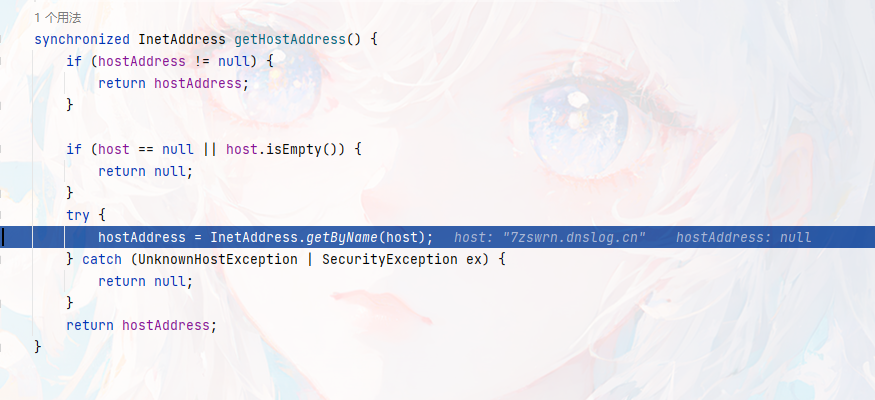 1 个用法
synchronized InetAddress getHostAddress() {
if (hostAddress != null) {
return hostAddress;
}
if (host == null || host.isEmpty()) {
return null;
}
try {
hostAddress = InetAddress.getByName(host); host: "7zswrn.dnslog.cn" hostAddress: null
} catch (UnknownHostException | SecurityException ex) {
return null;
}
return hostAddress;
}